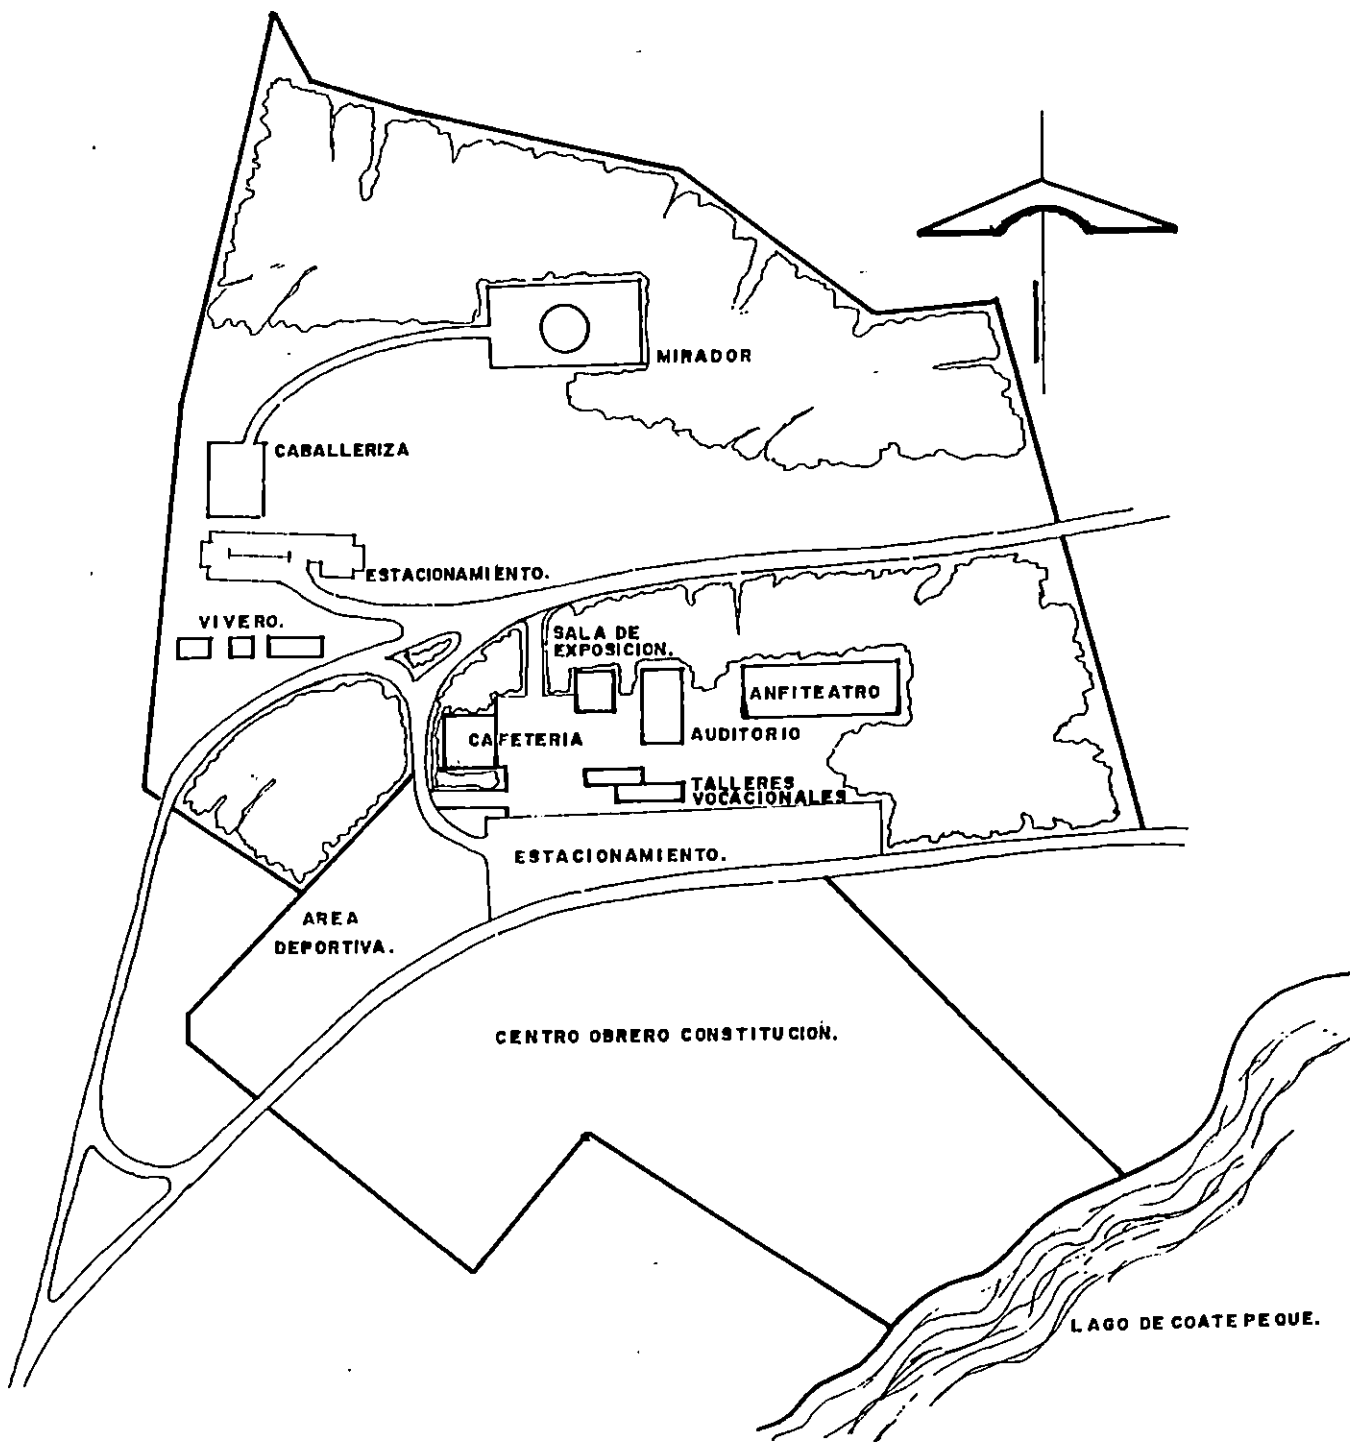 MIRADOR
CABALLERIZA
ESTACIONAMIENTO.
VIVERO.
SALA DE
EXPOSICION.
ANFITEATRO
CAFETERIA
AUDITORIO
TALLERES
VOCACIONALES
ESTACIONAMIENTO.
AREA
DEPORTIVA.
CENTRO OBRERO CONSTITUCION.
LAGO DE COATEPEQUE.